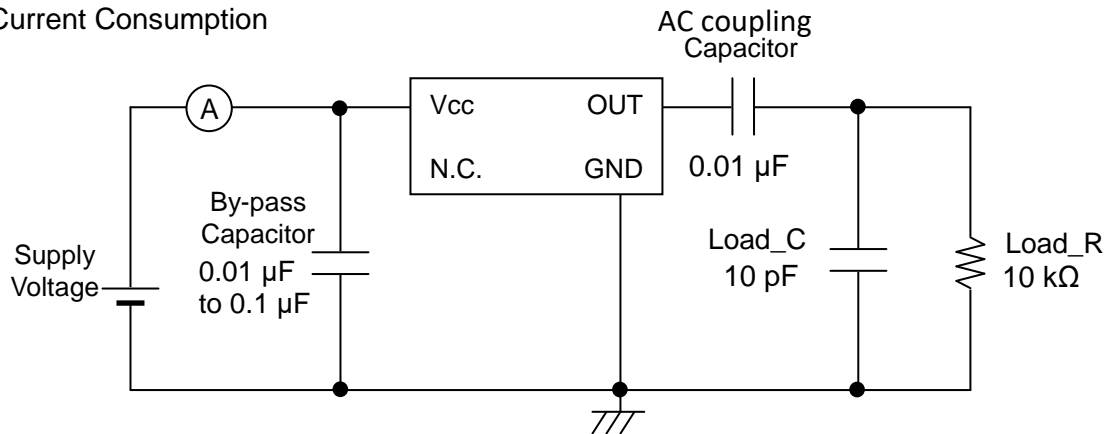 Current Consumption
AC coupling
Capacitor
A
Vcc
OUT
N.C.
GND
0.01 µF
By-pass
Capacitor
0.01 µF
to 0.1 µF
Supply
Voltage
Load_C
10 pF
Load_R
10 kΩ